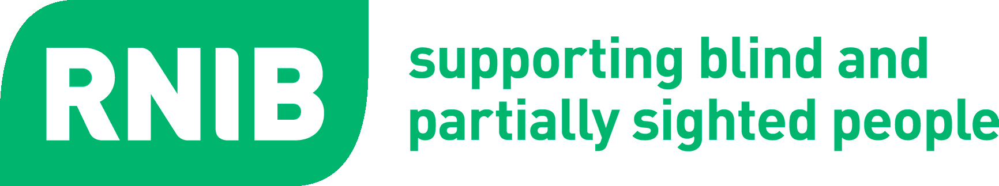 RNIB
supporting blind and
partially sighted people